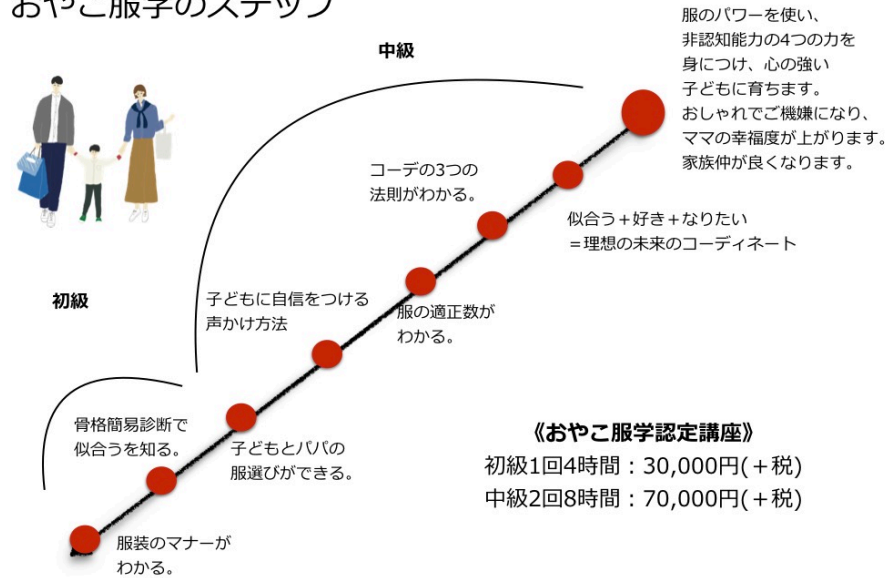 おやこ服学のステップ
中級
服のパワーを使い、
非認知能力の4つの力を
身につけ、心の強い
子どもに育ちます。
おしゃれでご機嫌になり、
ママの幸福度が上がります。
家族仲が良くなります。
コーデの3つの
法則がわかる。
似合う+好き+なりたい
=理想の未来のコーディネート
初級
子どもに自信をつける
声かけ方法
服の適正数が
わかる。
骨格簡易診断で
似合うを知る。
子どもとパパの
服選びができる。
服装のマナーが
わかる。
《おやこ服学認定講座》
初級1回4時間:30,000円(+税)
中級2回8時間:70,000円(+税)